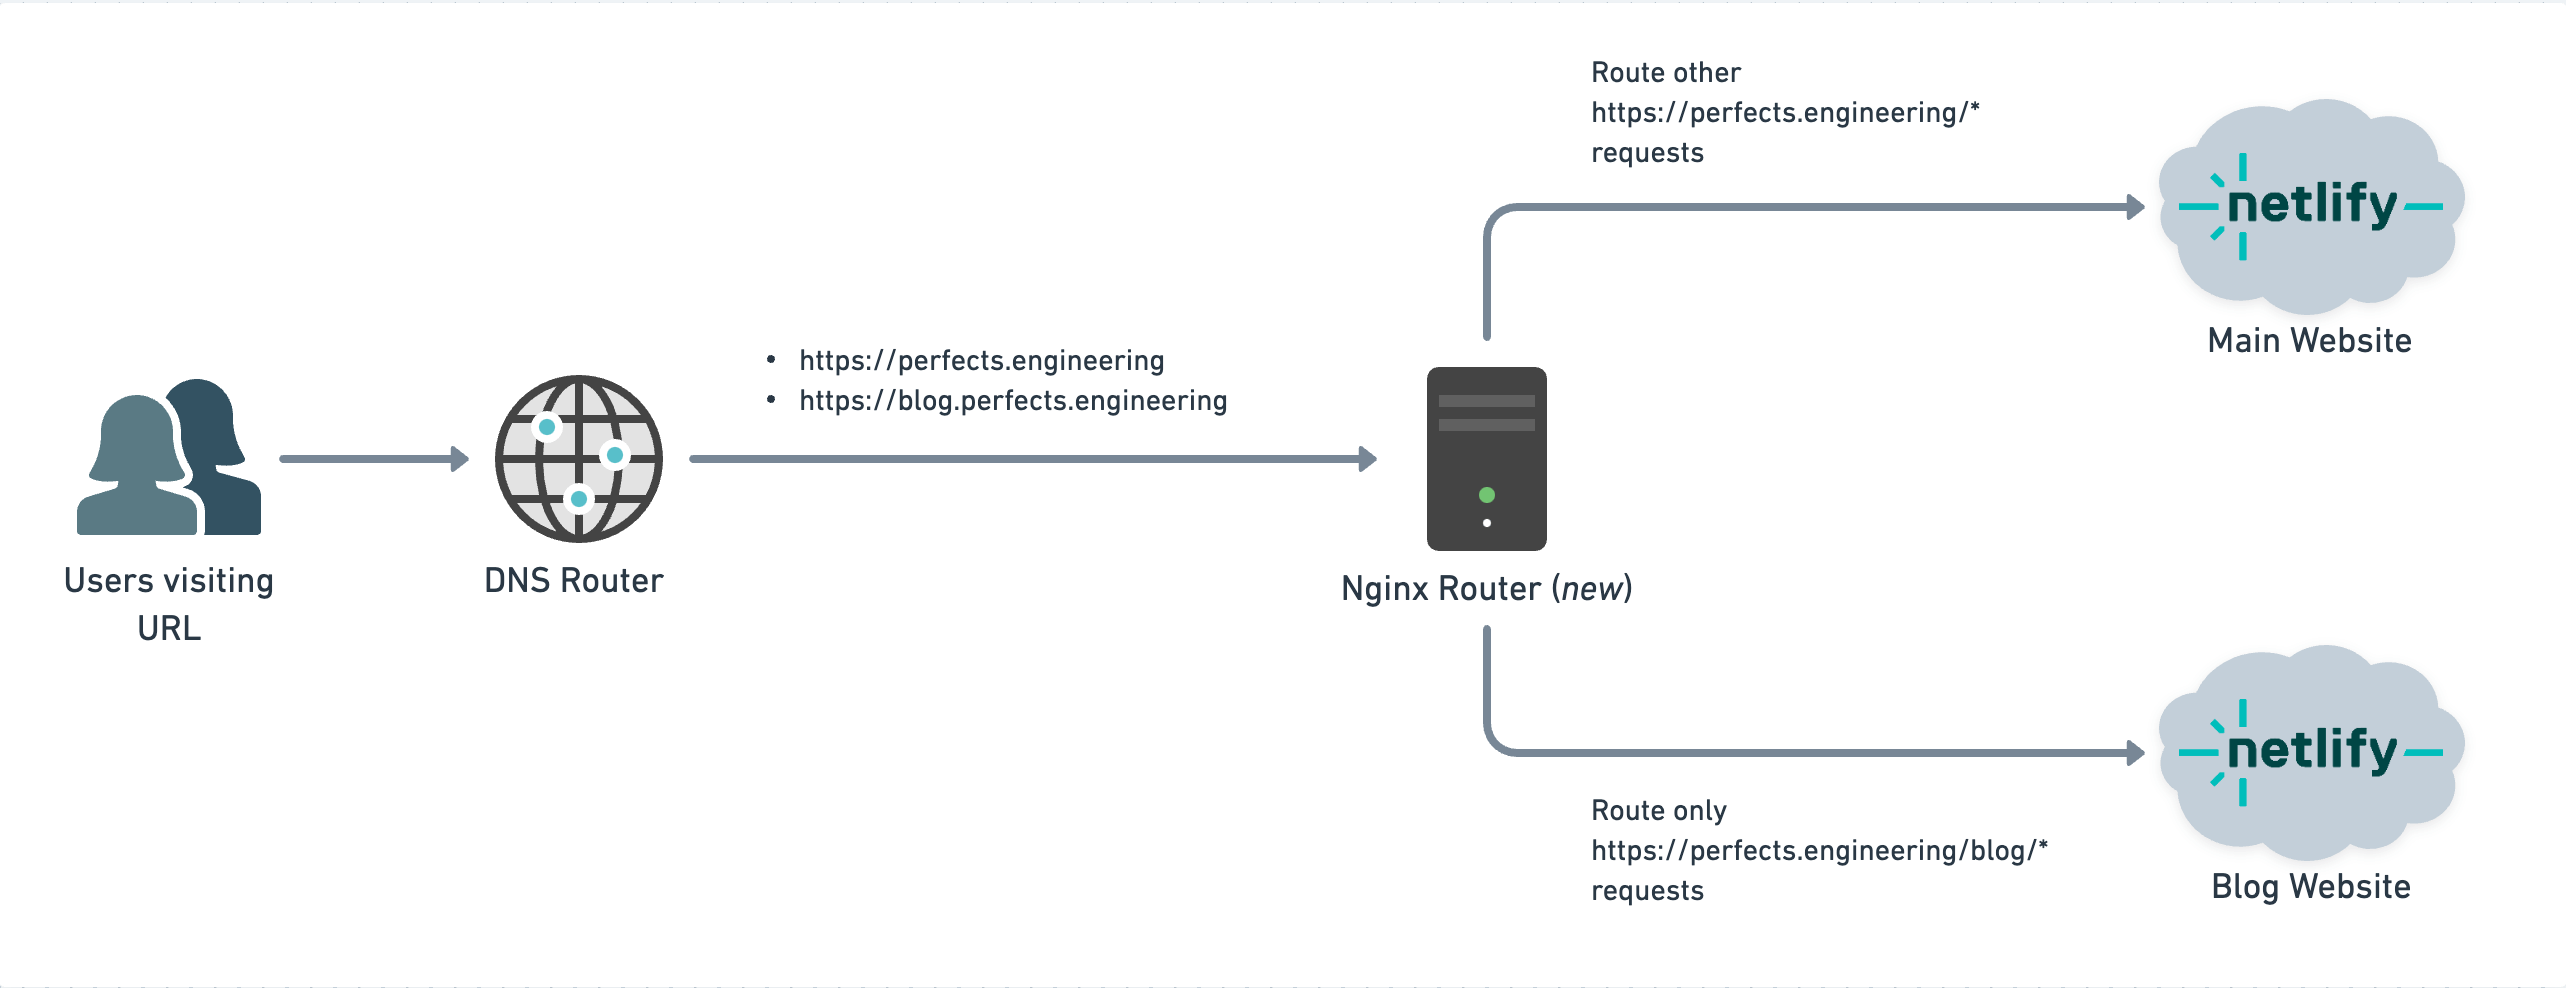 Route other
https://perfects.engineering/*
requests
netlify
Main Website
• https://perfects.engineering
• https://blog.perfects.engineering
Users visiting
URL
DNS Router
Nginx Router (new)
netlify
Route only
https://perfects.engineering/blog/*
requests
Blog Website